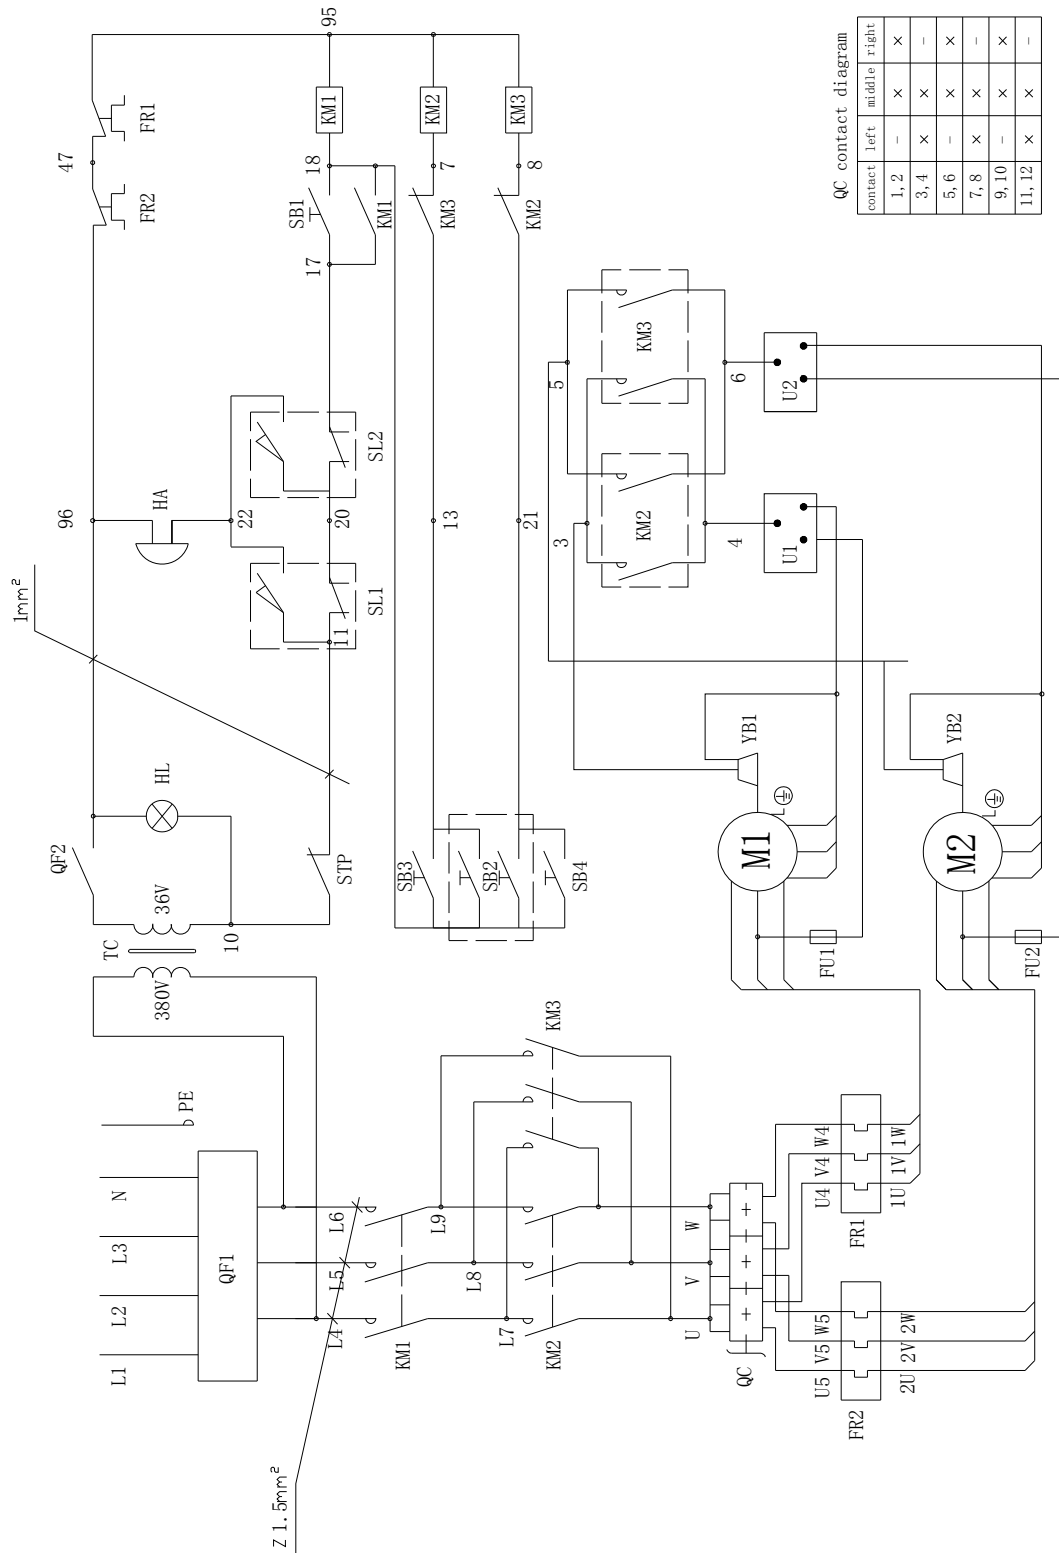 L1
L2
L3
N
PE
QF1
L4
L5
L6
Z 1.5mm²
KM1
L7
L8
L9
KM2
KM3
U
V
W
QC
U5 V5 W5
U4 V4 W4
FR2
FR1
2U 2V 2W
1U 1V 1W
TC
380V
36V
QF2
10
HL
STP
1mm²
96
HA
22
11
20
SL1
SL2
17
SB1
18
KM1
KM1
95
47
FR2
FR1
SB3
SB2
SB4
13
21
KM3
KM2
7
8
KM2
KM3
3
5
KM2
KM3
4
6
U1
U2
M1
YB1
FU1
M2
YB2
FU2
QC contact diagram
contact left middle right
1,2 - × ×
3,4 × × -
5,6 - × ×
7,8 × × -
9,10 - × ×
11,12 × × -